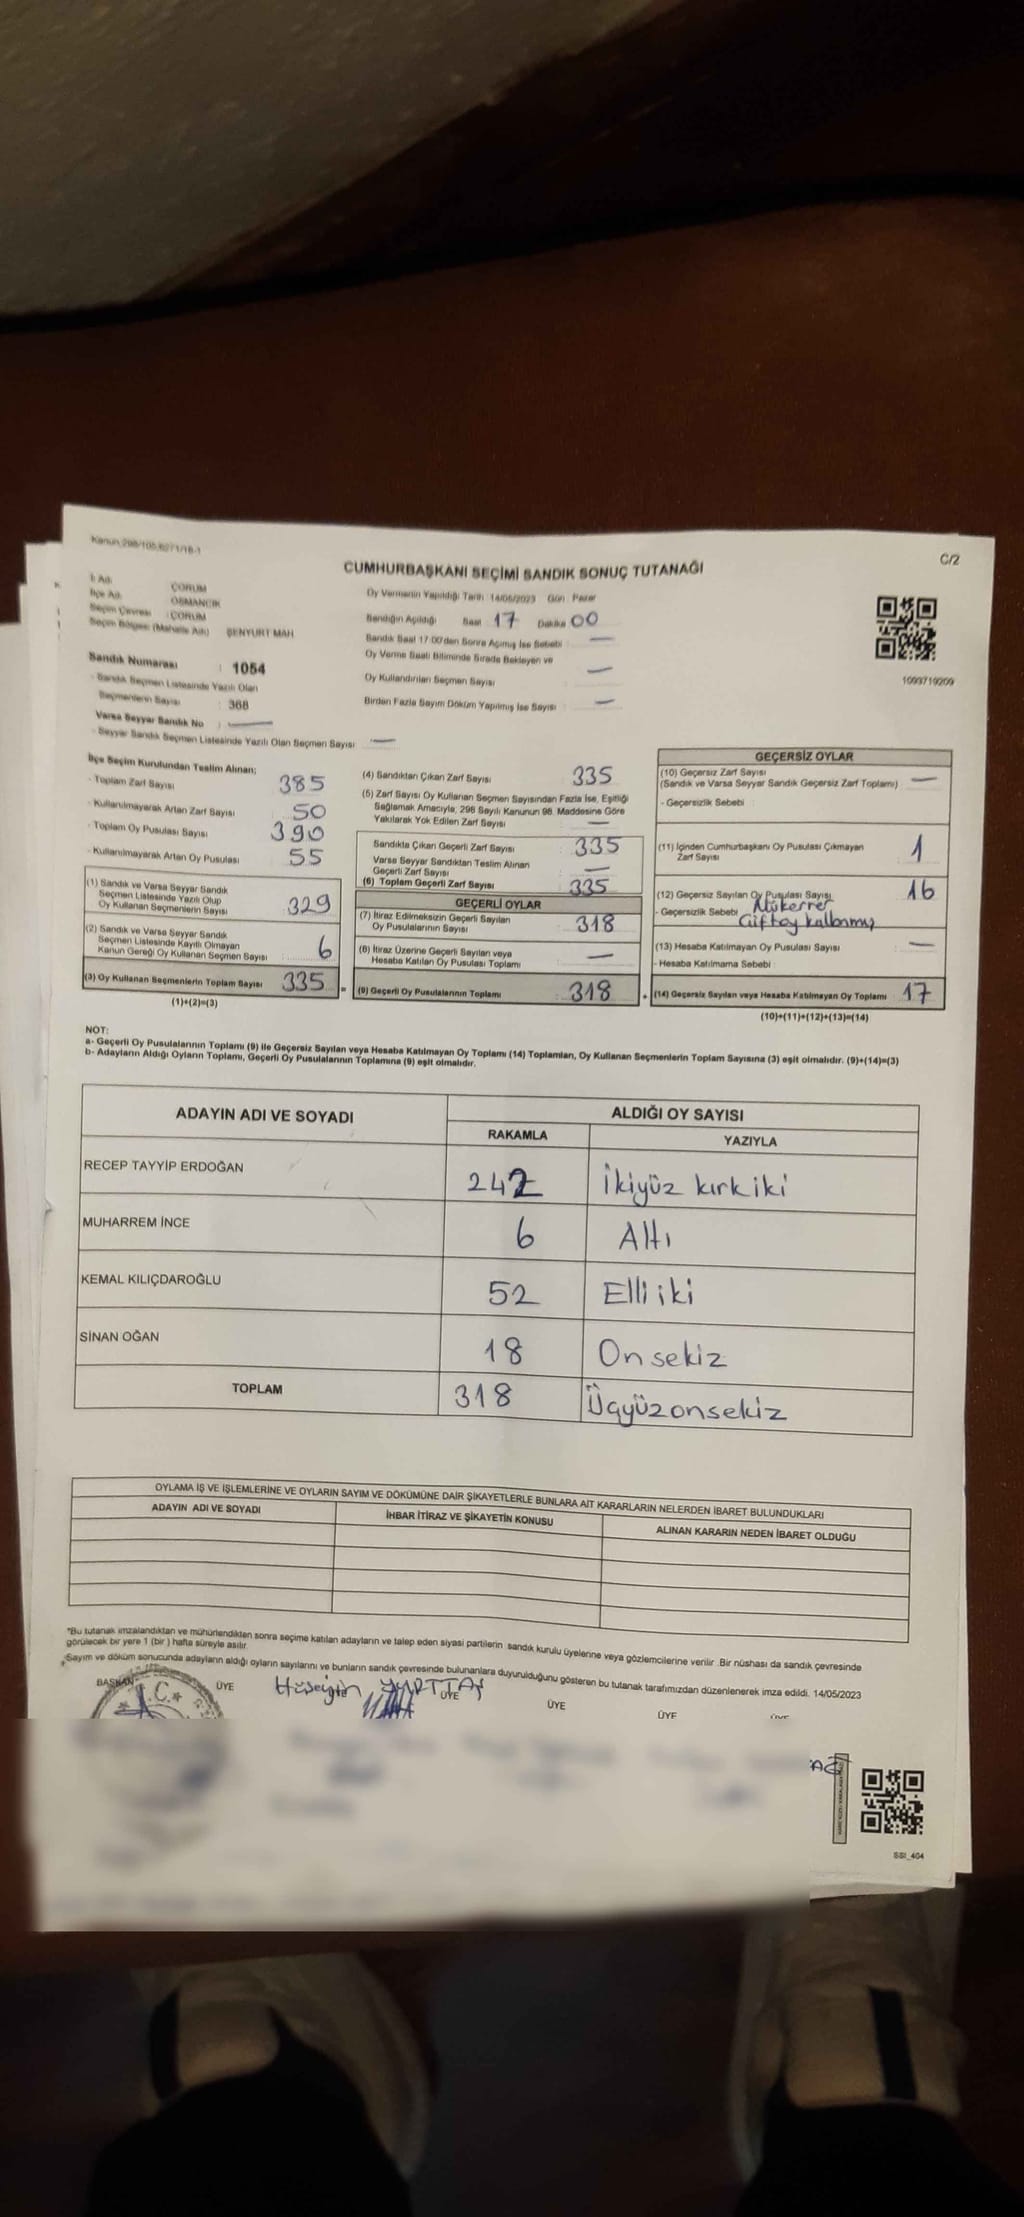 Kanun 298/105,6271/18-1
C/2
CUMHURBAŞKANI SEÇİMİ SANDIK SONUÇ TUTANAĞI
İl Adı : ÇORUM
İlçe Adı : OSMANCIK
Seçim Çevresi : ÇORUM
Seçim Bölgesi (Mahalle Adı) : ŞENYURT MAH
Sandık Numarası : 1054
- Sandık Seçmen Listesinde Yazılı Olan
Seçmenlerin Sayısı : 368
Varsa Seyyar Sandık No : —
- Seyyar Sandık Seçmen Listesinde Yazılı Olan Seçmen Sayısı —
Oy Vermenin Yapıldığı Tarih : 14/05/2023 Gün : Pazar
Sandığın Açıldığı Saat 17 Dakika 00
Sandık Saat 17:00'den Sonra Açılmış İse Sebebi : —
Oy Verme Saati Bitiminde Sırada Bekleyen ve
Oy Kullandırılan Seçmen Sayısı : —
Birden Fazla Sayım Döküm Yapılmış İse Sayısı : —
1093719209
İlçe Seçim Kurulundan Teslim Alınan;
- Toplam Zarf Sayısı 385
- Kullanılmayarak Artan Zarf Sayısı 50
- Toplam Oy Pusulası Sayısı 390
- Kullanılmayarak Artan Oy Pusulası 55
(1) Sandık ve Varsa Seyyar Sandık
Seçmen Listesinde Yazılı Olup
Oy Kullanan Seçmenlerin Sayısı 329
(2) Sandık ve Varsa Seyyar Sandık
Seçmen Listesinde Kayıtlı Olmayan
Kanun Gereği Oy Kullanan Seçmen Sayısı : 6
(3) Oy Kullanan Seçmenlerin Toplam Sayısı 335 =
(1)+(2)=(3)
(4) Sandıktan Çıkan Zarf Sayısı 335
(5) Zarf Sayısı Oy Kullanan Seçmen Sayısından Fazla İse, Eşitliği
Sağlamak Amacıyla, 298 Sayılı Kanunun 98. Maddesine Göre
Yakılarak Yok Edilen Zarf Sayısı —
Sandıkta Çıkan Geçerli Zarf Sayısı : 335
Varsa Seyyar Sandıktan Teslim Alınan
Geçerli Zarf Sayısı : —
(6) Toplam Geçerli Zarf Sayısı 335
GEÇERLİ OYLAR
(7) İtiraz Edilmeksizin Geçerli Sayılan
Oy Pusulalarının Sayısı 318
(8) İtiraz Üzerine Geçerli Sayılan veya
Hesaba Katılan Oy Pusulası Toplamı : —
(9) Geçerli Oy Pusulalarının Toplamı 318 +
GEÇERSİZ OYLAR
(10) Geçersiz Zarf Sayısı
(Sandık ve Varsa Seyyar Sandık Geçersiz Zarf Toplamı) —
- Geçersizlik Sebebi :
(11) İçinden Cumhurbaşkanı Oy Pusulası Çıkmayan
Zarf Sayısı 1
(12) Geçersiz Sayılan Oy Pusulası Sayısı 16
- Geçersizlik Sebebi Mükerrer
Çift oy kallanmış
(13) Hesaba Katılmayan Oy Pusulası Sayısı —
- Hesaba Katılmama Sebebi :
(14) Geçersiz Sayılan veya Hesaba Katılmayan Oy Toplamı 17
(10)+(11)+(12)+(13)=(14)
NOT:
a- Geçerli Oy Pusulalarının Toplamı (9) ile Geçersiz Sayılan veya Hesaba Katılmayan Oy Toplamı (14) Toplamları, Oy Kullanan Seçmenlerin Toplam Sayısına (3) eşit olmalıdır. (9)+(14)=(3)
b- Adayların Aldığı Oyların Toplamı, Geçerli Oy Pusulalarının Toplamına (9) eşit olmalıdır.
ADAYIN ADI VE SOYADI
ALDIĞI OY SAYISI
RAKAMLA YAZIYLA
RECEP TAYYİP ERDOĞAN 242 İkiyüz kırkiki
MUHARREM İNCE 6 Altı
KEMAL KILIÇDAROĞLU 52 Elli iki
SİNAN OĞAN 18 Onsekiz
TOPLAM 318 Üçyüzonsekiz
OYLAMA İŞ VE İŞLEMLERİNE VE OYLARIN SAYIM VE DÖKÜMÜNE DAİR ŞİKAYETLERLE BUNLARA AİT KARARLARIN NELERDEN İBARET BULUNDUKLARI
ADAYIN ADI VE SOYADI İHBAR İTİRAZ VE ŞİKAYETİN KONUSU ALINAN KARARIN NEDEN İBARET OLDUĞU
*Bu tutanak imzalandıktan ve mühürlendikten sonra seçime katılan adayların ve talep eden siyasi partilerin sandık kurulu üyelerine veya gözlemcilerine verilir. Bir nüshası da sandık çevresinde
görülecek bir yere 1 (bir ) hafta süreyle asılır.
*Sayım ve döküm sonucunda adayların aldığı oyların sayılarını ve bunların sandık çevresinde bulunanlara duyurulduğunu gösteren bu tutanak tarafımızdan düzenlenerek imza edildi. 14/05/2023
BAŞKAN ÜYE ÜYE ÜYE ÜYE ÜYE
T.C.
SSI_404